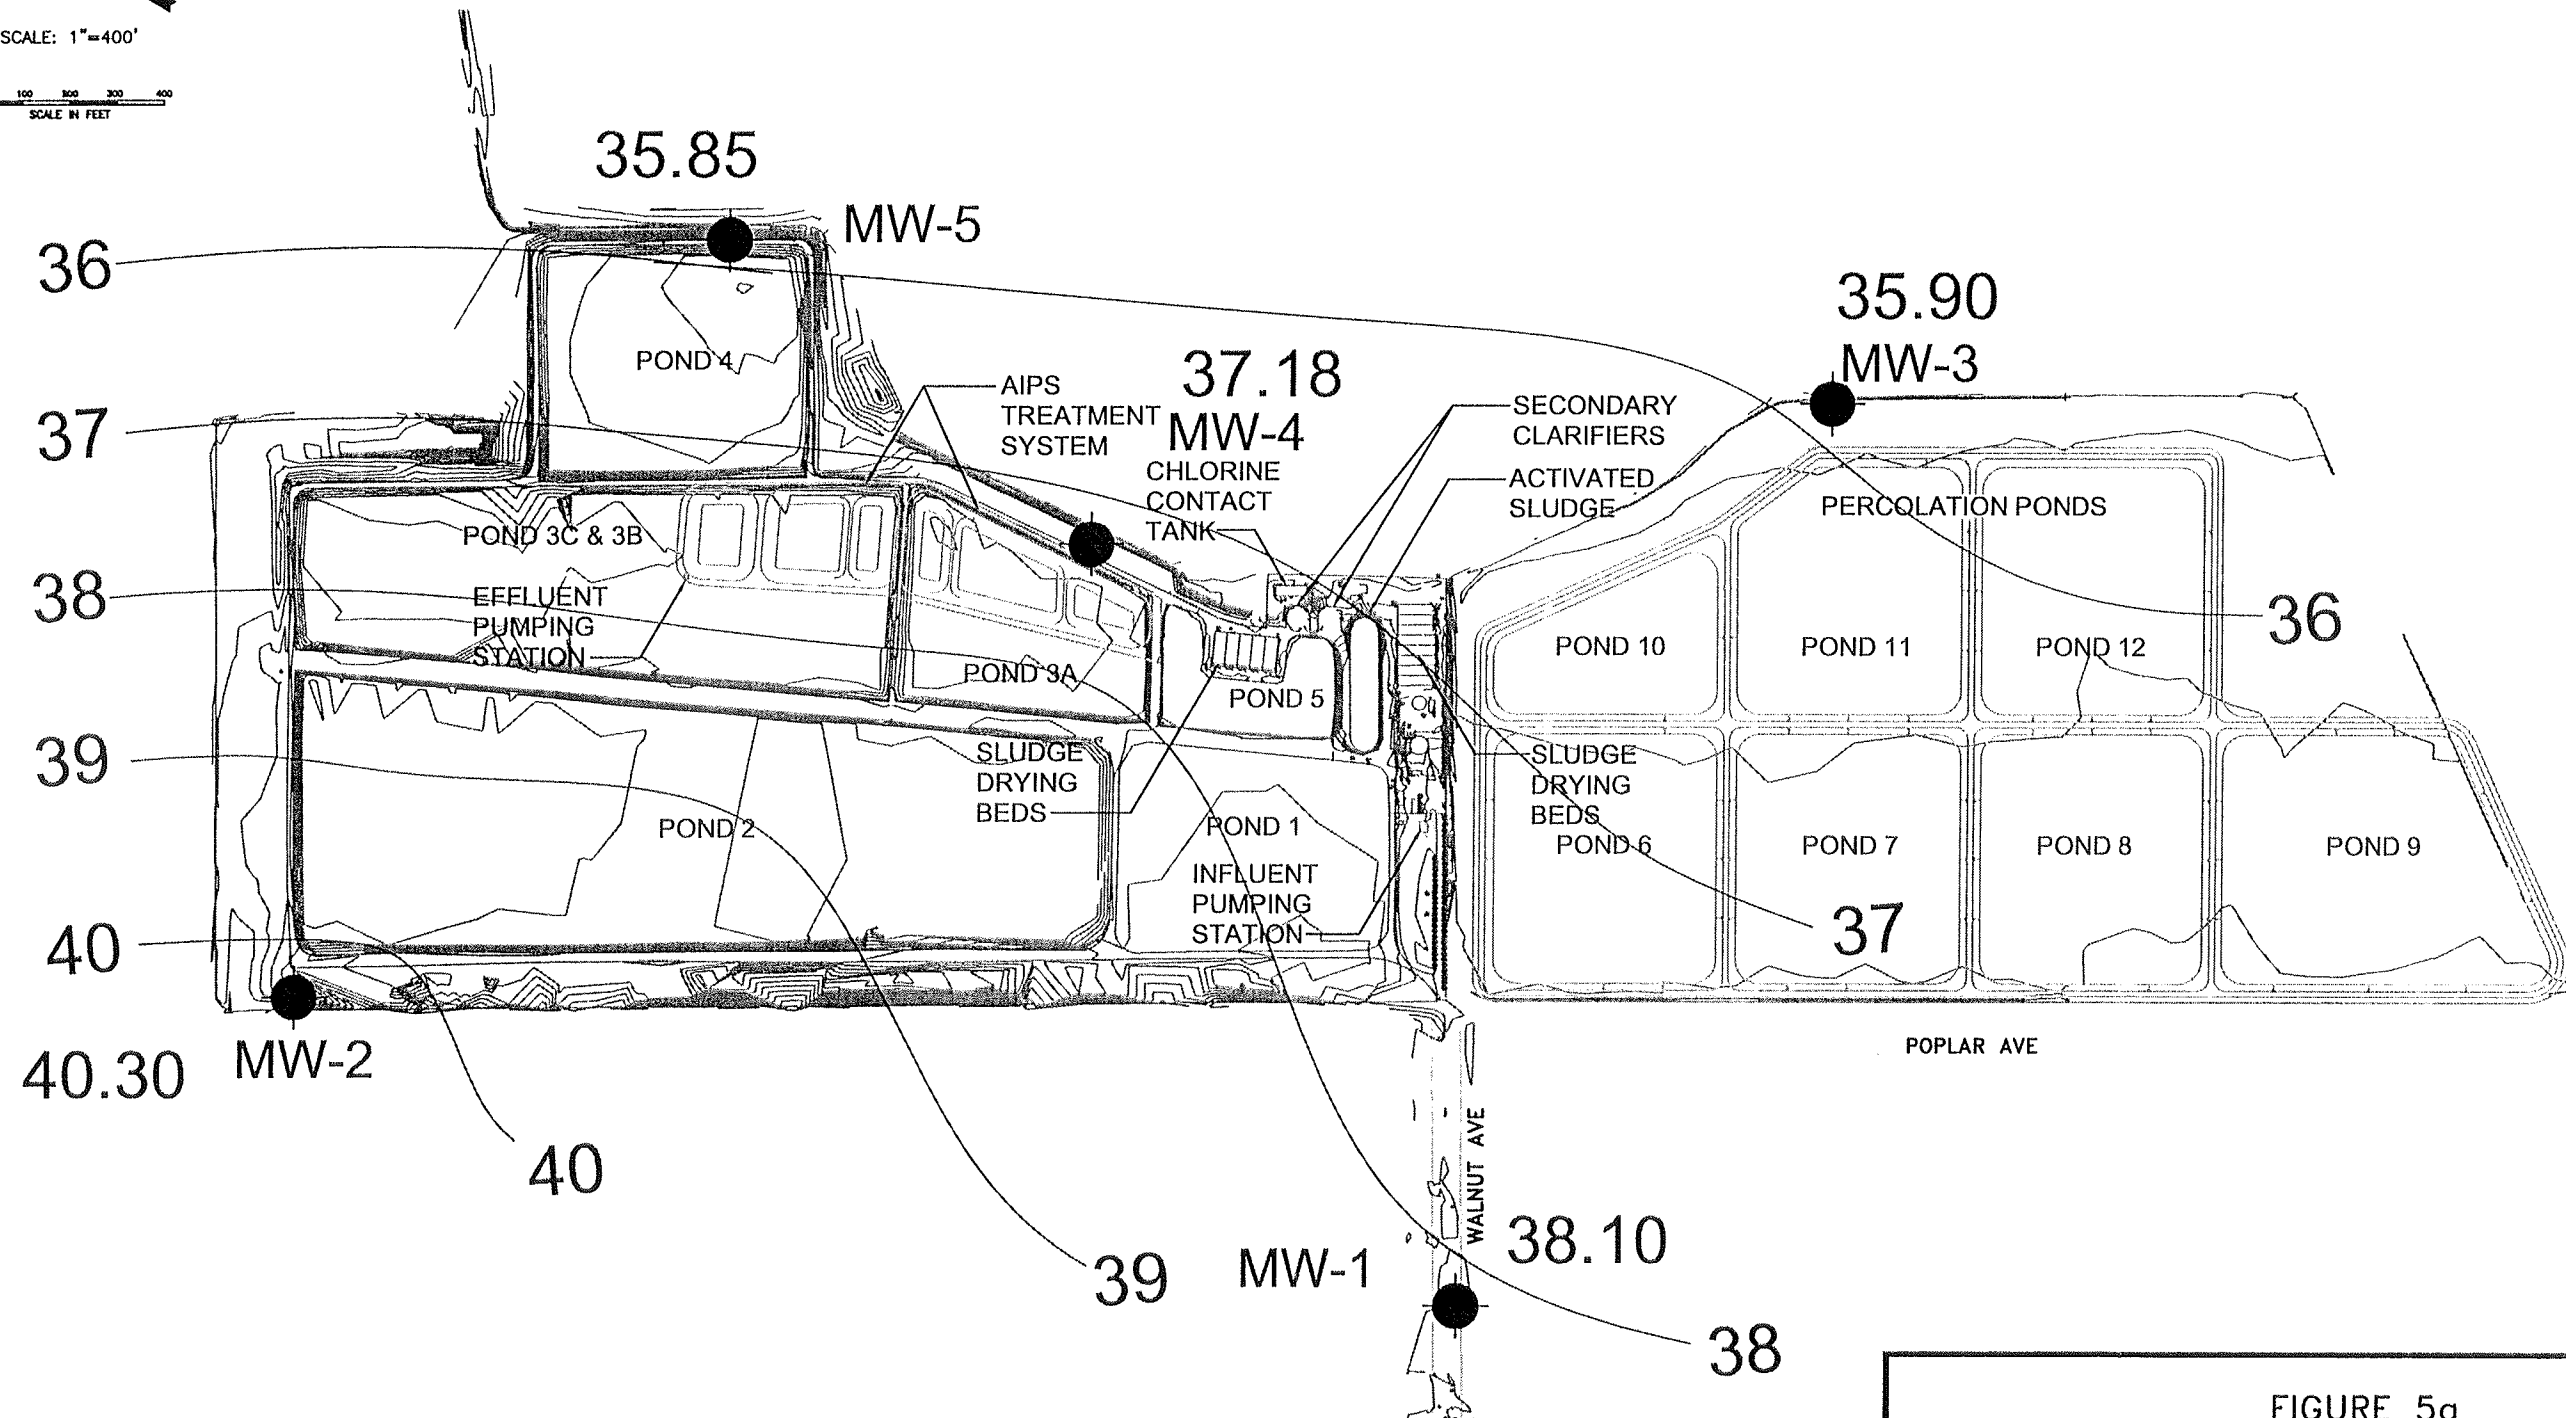 SCALE: 1"=400'
100 200 300 400
SCALE IN FEET
35.85
MW-5
36
35.90
MW-3
37.18
MW-4
POND 4
AIPS
TREATMENT
SYSTEM
SECONDARY
CLARIFIERS
37
CHLORINE
CONTACT
TANK
ACTIVATED
SLUDGE
PERCOLATION PONDS
POND 3C & 3B
38
EFFLUENT
PUMPING
STATION
36
POND 10
POND 11
POND 12
POND 3A
POND 5
39
SLUDGE
DRYING
BEDS
SLUDGE
DRYING
BEDS
POND 2
POND 1
POND 6
POND 7
POND 8
POND 9
INFLUENT
PUMPING
STATION
37
40
MW-2
40.30
POPLAR AVE
40
WALNUT AVE
38.10
MW-1
39
38
FIGURE 5a